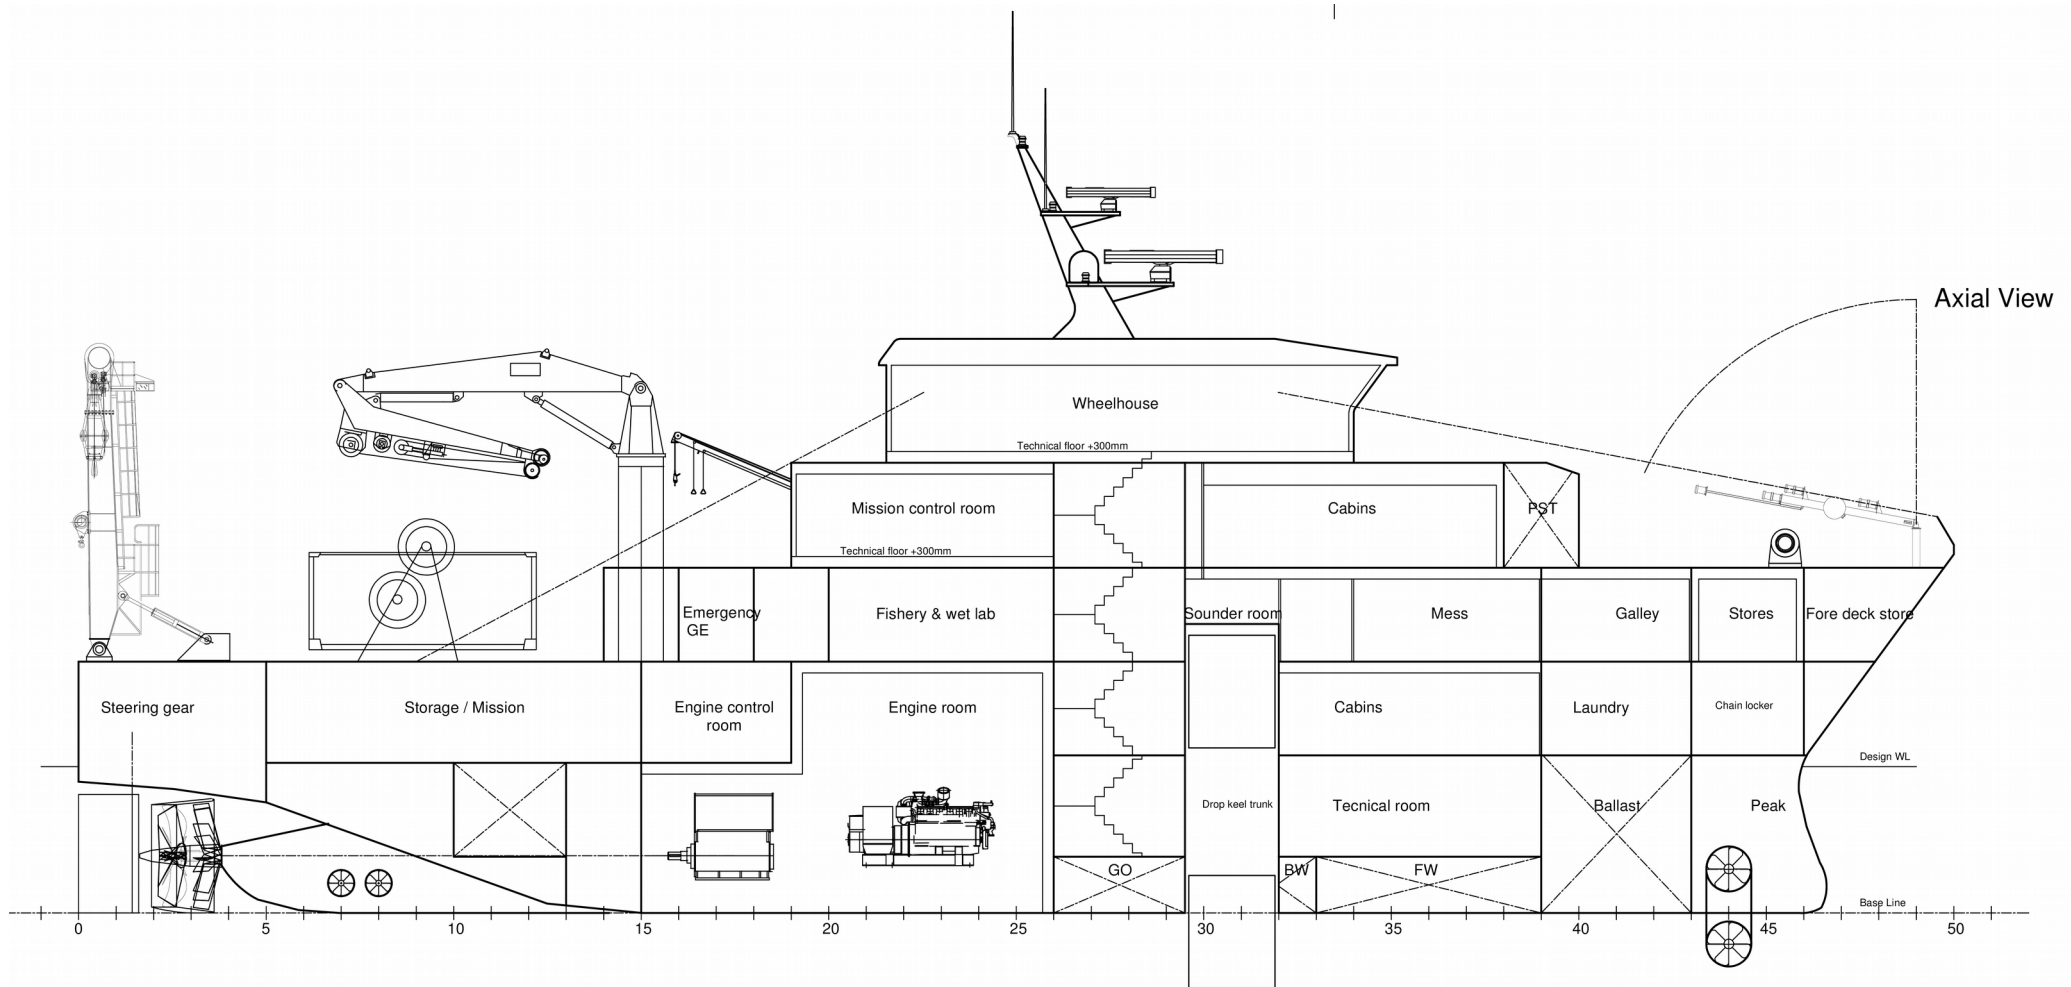 Axial View
Wheelhouse
Technical floor +300mm
Mission control room
Cabins
PST
Technical floor +300mm
Emergency
GE
Fishery & wet lab
Sounder room
Mess
Galley
Stores
Fore deck store
Steering gear
Storage / Mission
Engine control
room
Engine room
Cabins
Laundry
Chain locker
Design WL
Drop keel trunk
Tecnical room
Ballast
Peak
GO
BW
FW
Base Line
0 5 10 15 20 25 30 35 40 45 50